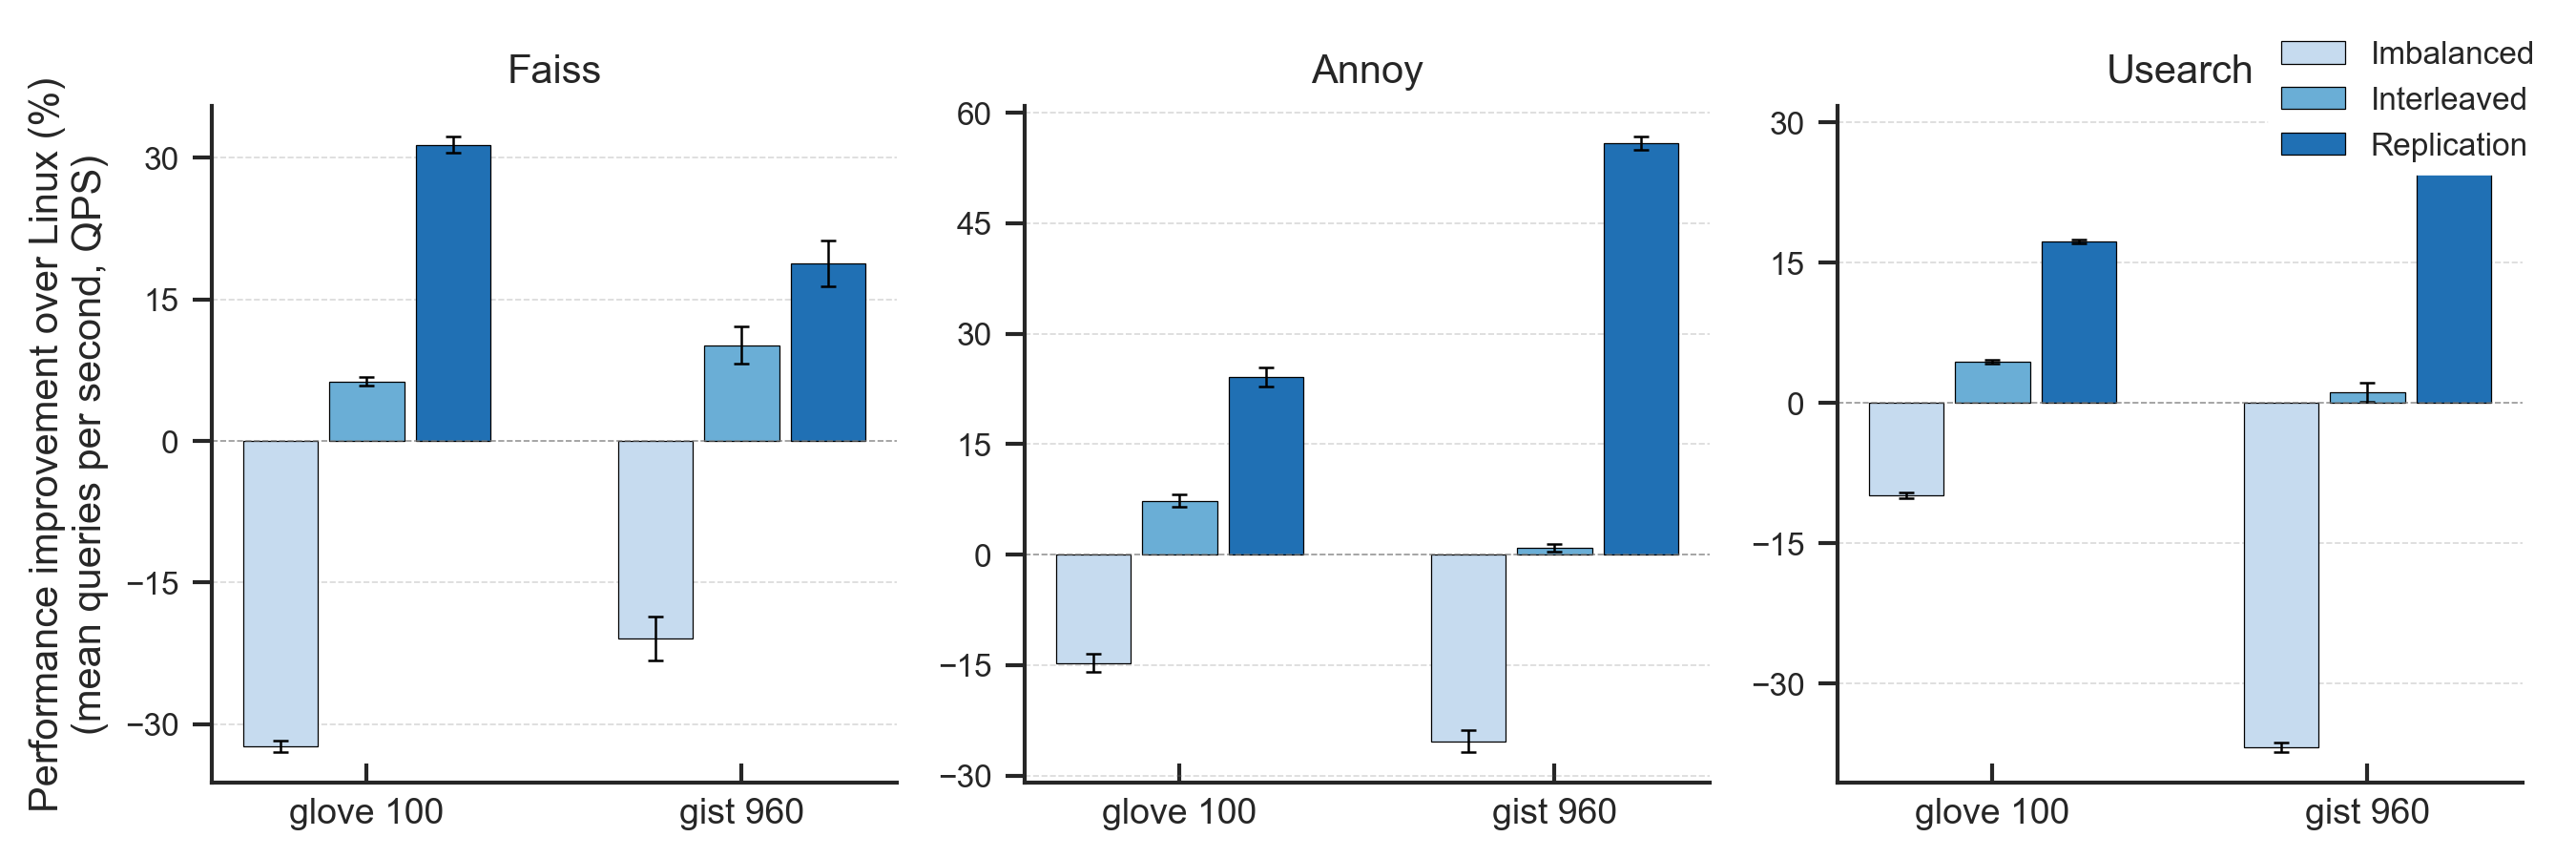 Performance improvement over Linux (%)
(mean queries per second, QPS)
Faiss
30
15
0
−15
−30
glove 100
gist 960
Annoy
60
45
30
15
0
−15
−30
glove 100
gist 960
Usearch
30
15
0
−15
−30
glove 100
gist 960
Imbalanced
Interleaved
Replication